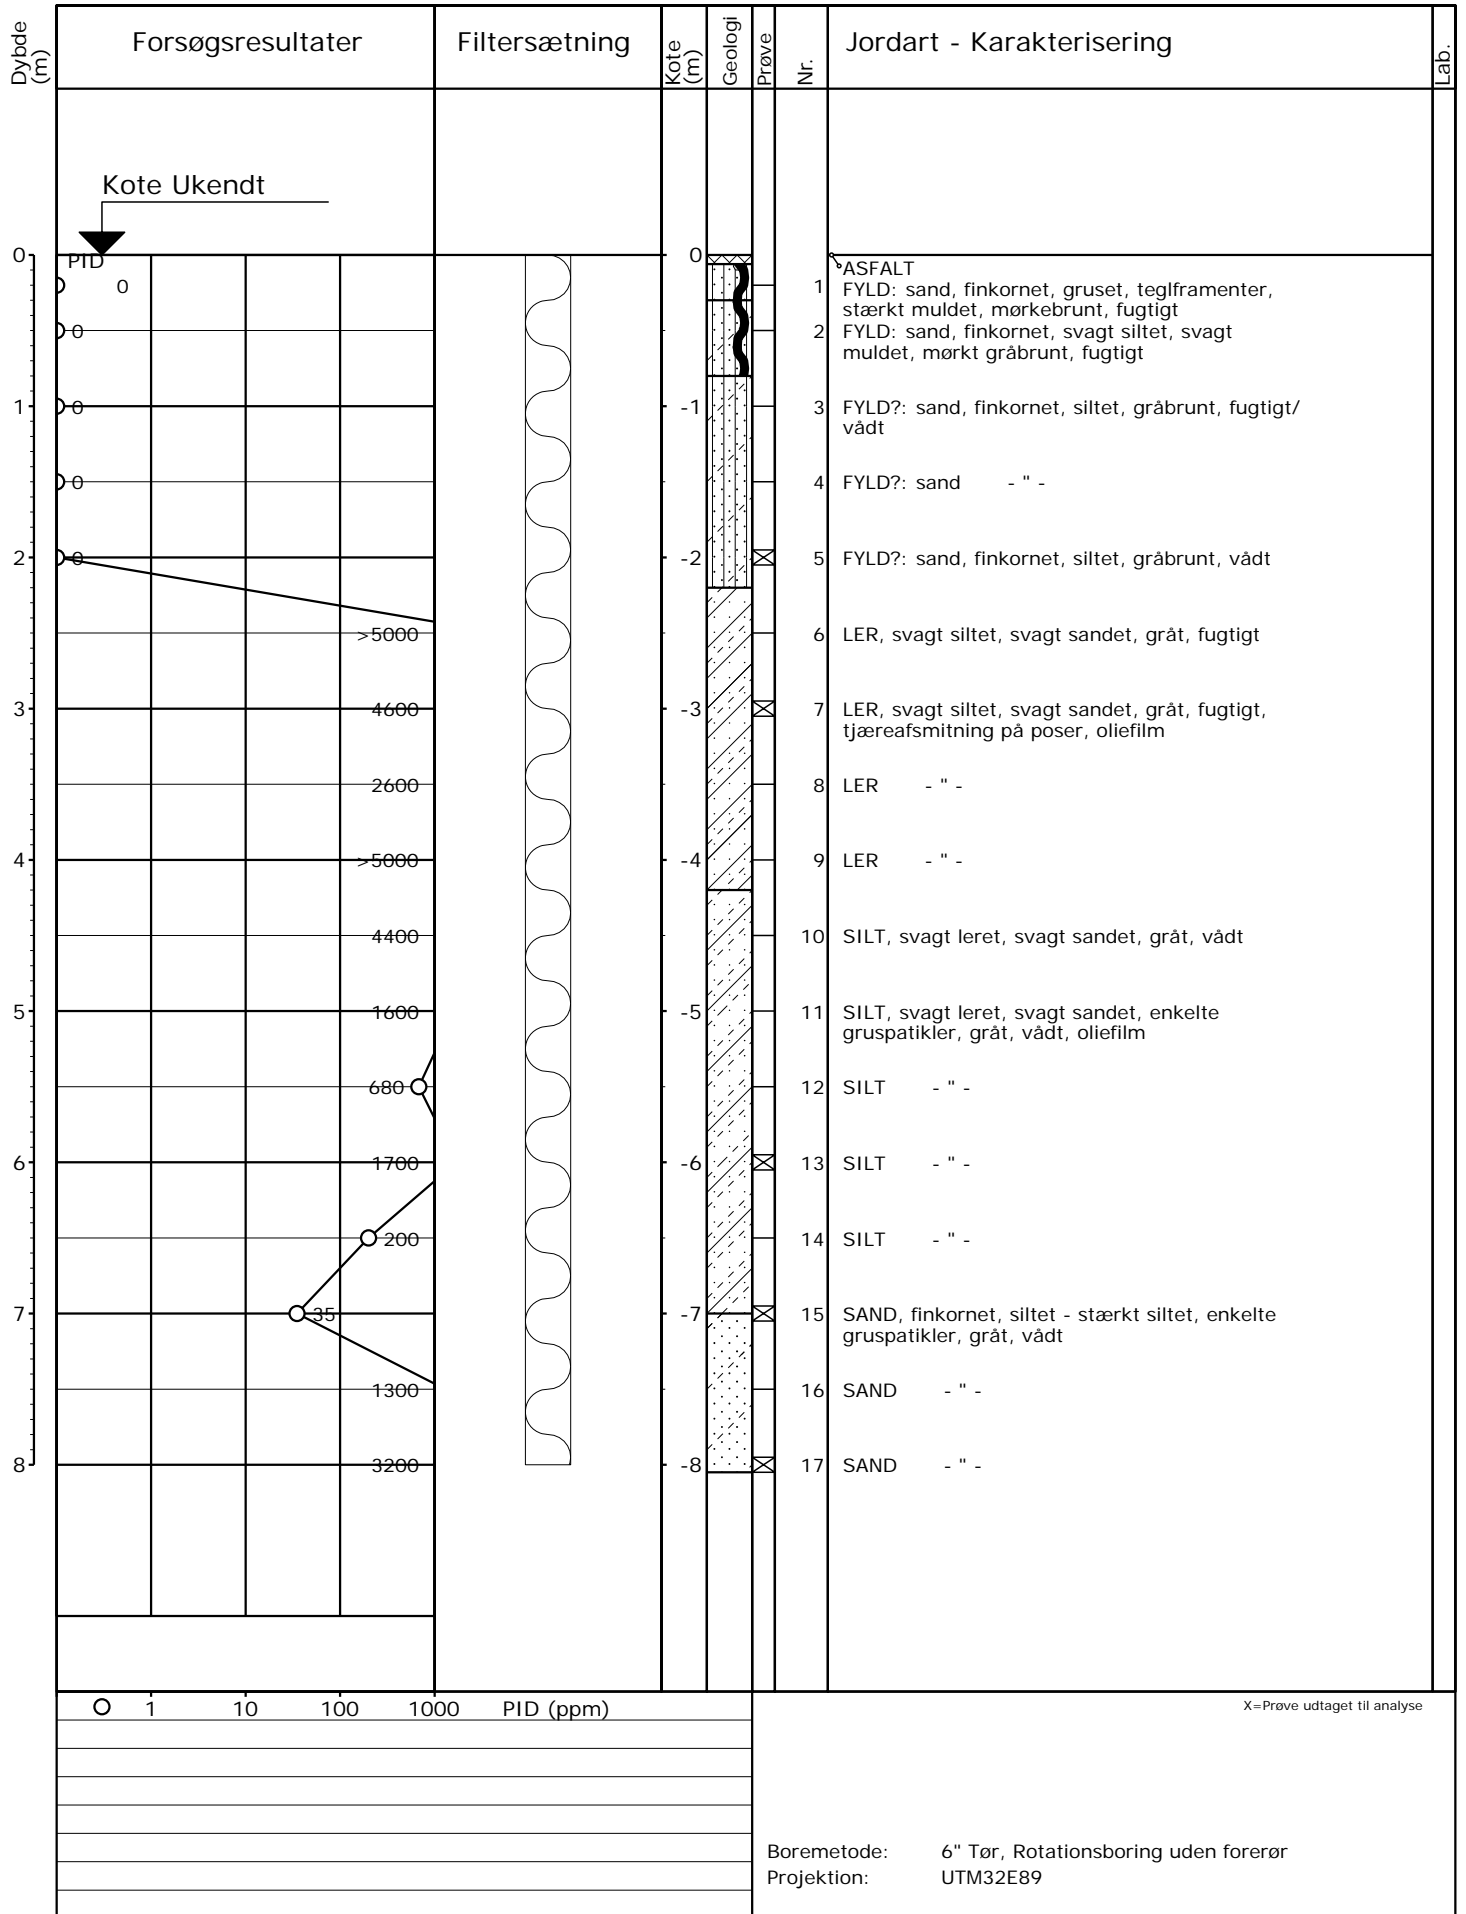 Dybde
(m)
Forsøgsresultater
Filtersætning
Kote
(m)
Geologi
Prøve
Nr.
Jordart - Karakterisering
Lab.
Kote Ukendt
0
PID
0
0
ASFALT
1
FYLD: sand, finkornet, gruset, teglframenter,
stærkt muldet, mørkebrunt, fugtigt
0
2
FYLD: sand, finkornet, svagt siltet, svagt
muldet, mørkt gråbrunt, fugtigt
1
0
-1
3
FYLD?: sand, finkornet, siltet, gråbrunt, fugtigt/
vådt
0
4
FYLD?: sand - " -
2
0
-2
5
FYLD?: sand, finkornet, siltet, gråbrunt, vådt
>5000
6
LER, svagt siltet, svagt sandet, gråt, fugtigt
3
4600
-3
7
LER, svagt siltet, svagt sandet, gråt, fugtigt,
tjæreafsmitning på poser, oliefilm
2600
8
LER - " -
4
>5000
-4
9
LER - " -
4400
10
SILT, svagt leret, svagt sandet, gråt, vådt
5
1600
-5
11
SILT, svagt leret, svagt sandet, enkelte
gruspatikler, gråt, vådt, oliefilm
680
12
SILT - " -
6
1700
-6
13
SILT - " -
200
14
SILT - " -
7
35
-7
15
SAND, finkornet, siltet - stærkt siltet, enkelte
gruspatikler, gråt, vådt
1300
16
SAND - " -
8
3200
-8
17
SAND - " -
1
10
100
1000
PID (ppm)
X=Prøve udtaget til analyse
Boremetode: 6" Tør, Rotationsboring uden forerør
Projektion: UTM32E89